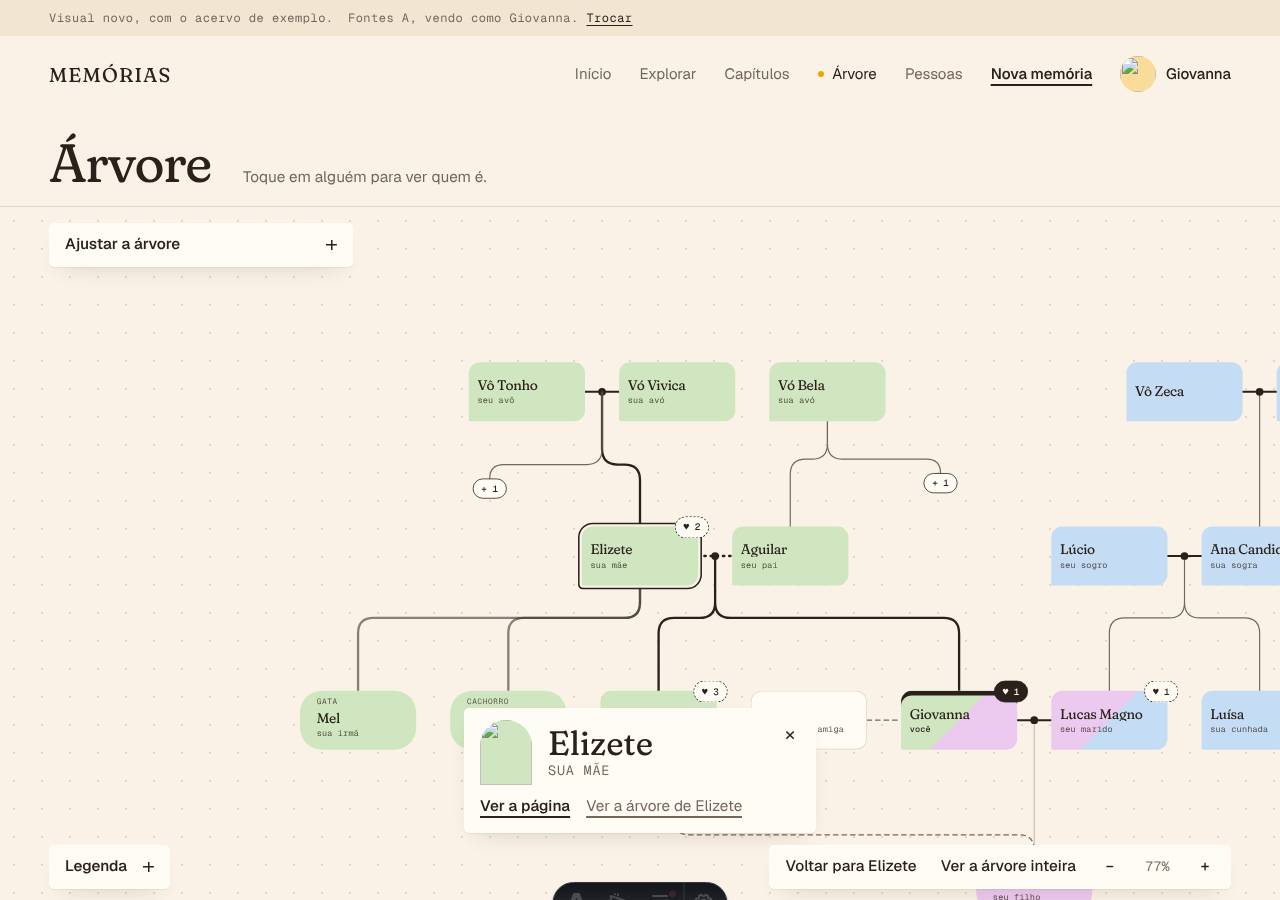 Visual novo, com o acervo de exemplo. Fontes A, vendo como Giovanna. Trocar
MEMÓRIAS
Início
Explorar
Capítulos
Árvore
Pessoas
Nova memória
Giovanna
Árvore
Toque em alguém para ver quem é.
Ajustar a árvore +
Vô Tonho
seu avô
Vó Vivica
sua avó
Vó Bela
sua avó
Vô Zeca
+ 1
+ 1
♥ 2
Elizete
sua mãe
Aguilar
seu pai
Lúcio
seu sogro
Ana Candid
sua sogra
GATA
Mel
sua irmã
CACHORRO
♥ 3
amiga
♥ 1
Giovanna
você
♥ 1
Lucas Magno
seu marido
Luísa
sua cunhada
Elizete
SUA MÃE
×
Ver a página
Ver a árvore de Elizete
Legenda +
Voltar para Elizete
Ver a árvore inteira
− 77% +
seu filho